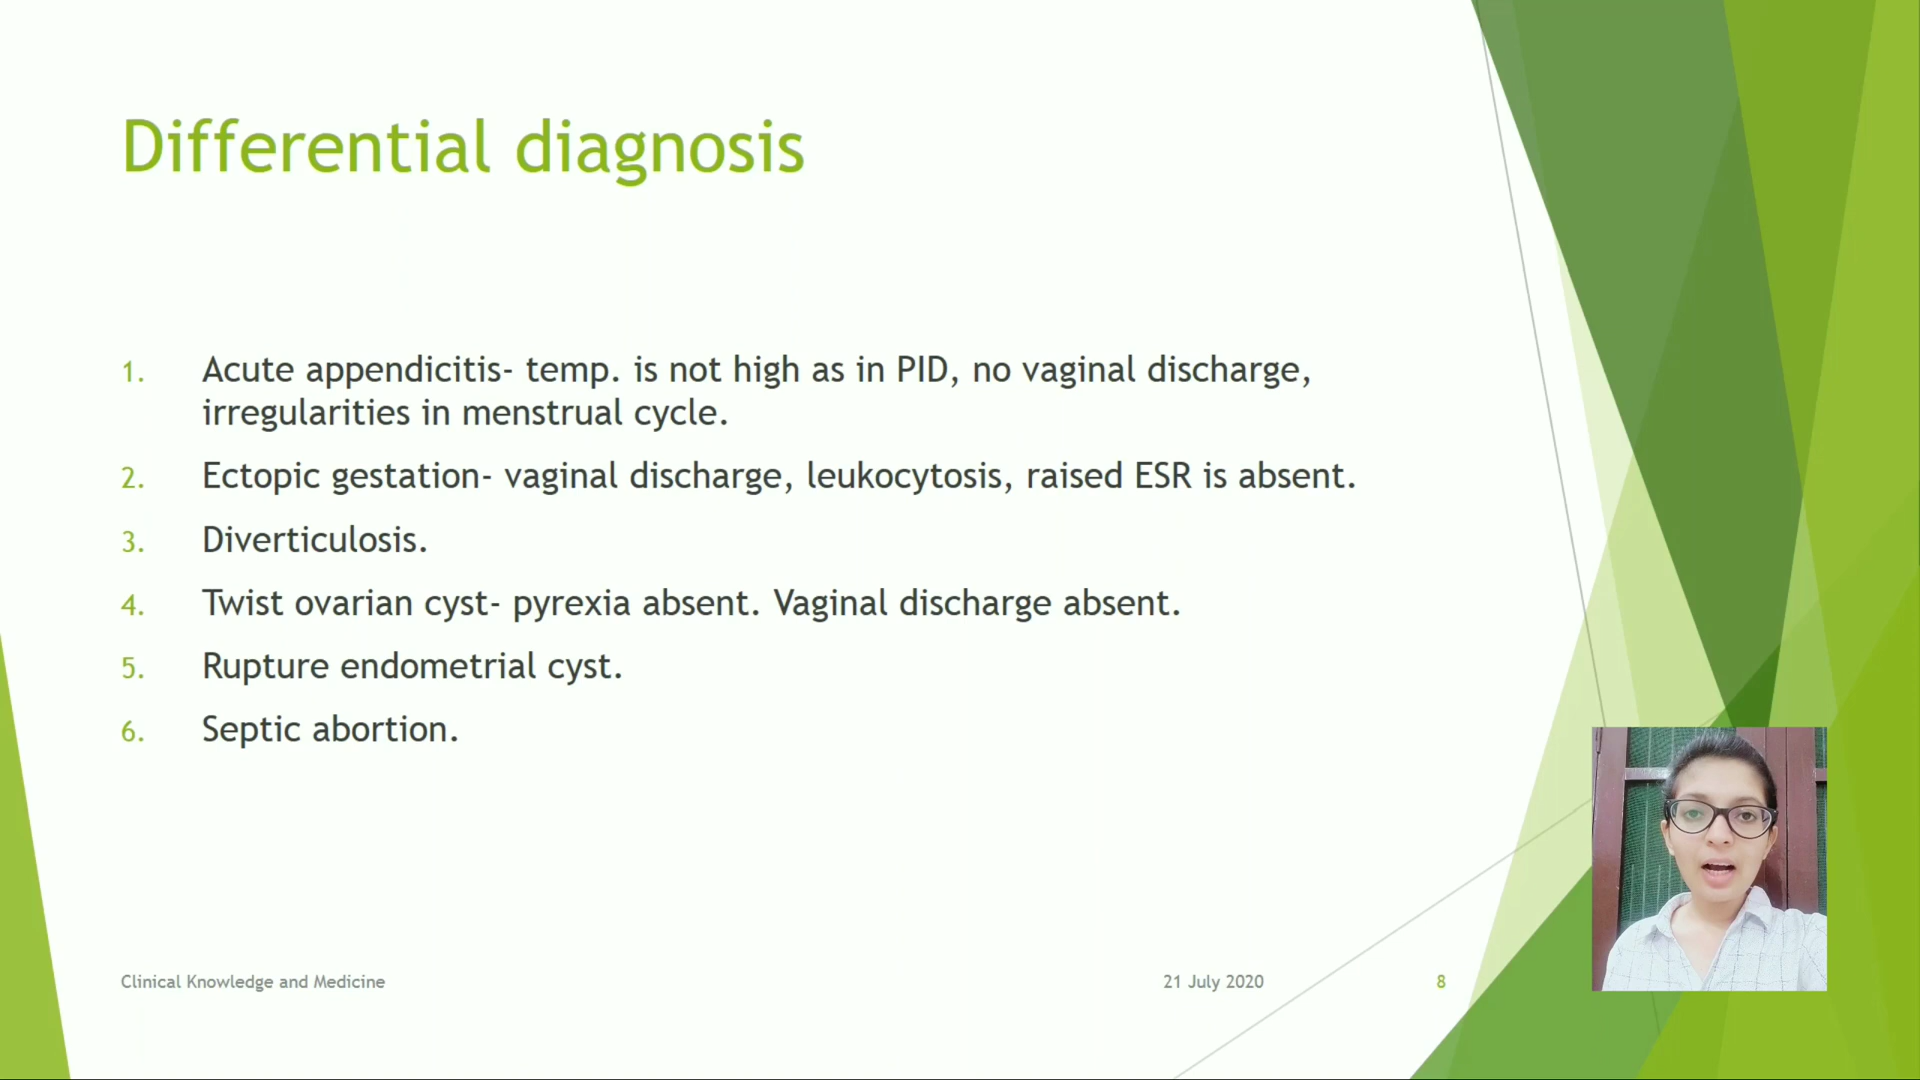 Differential diagnosis
1. Acute appendicitis- temp. is not high as in PID, no vaginal discharge,
irregularities in menstrual cycle.
2. Ectopic gestation- vaginal discharge, leukocytosis, raised ESR is absent.
3. Diverticulosis.
4. Twist ovarian cyst- pyrexia absent. Vaginal discharge absent.
5. Rupture endometrial cyst.
6. Septic abortion.
Clinical Knowledge and Medicine
21 July 2020
8